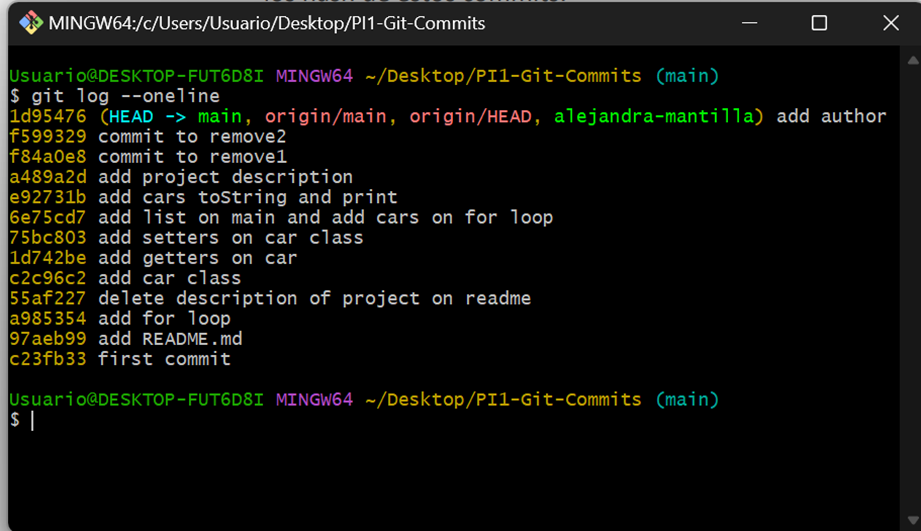 MINGW64:/c/Users/Usuario/Desktop/PI1-Git-Commits
Usuario@DESKTOP-FUT6D8I MINGW64 ~/Desktop/PI1-Git-Commits (main)
$ git log --oneline
1d95476 (HEAD -> main, origin/main, origin/HEAD, alejandra-mantilla) add author
f599329 commit to remove2
f84a0e8 commit to remove1
a489a2d add project description
e92731b add cars toString and print
6e75cd7 add list on main and add cars on for loop
75bc803 add setters on car class
1d742be add getters on car
c2c96c2 add car class
55af227 delete description of project on readme
a985354 add for loop
97aeb99 add README.md
c23fb33 first commit
Usuario@DESKTOP-FUT6D8I MINGW64 ~/Desktop/PI1-Git-Commits (main)
$